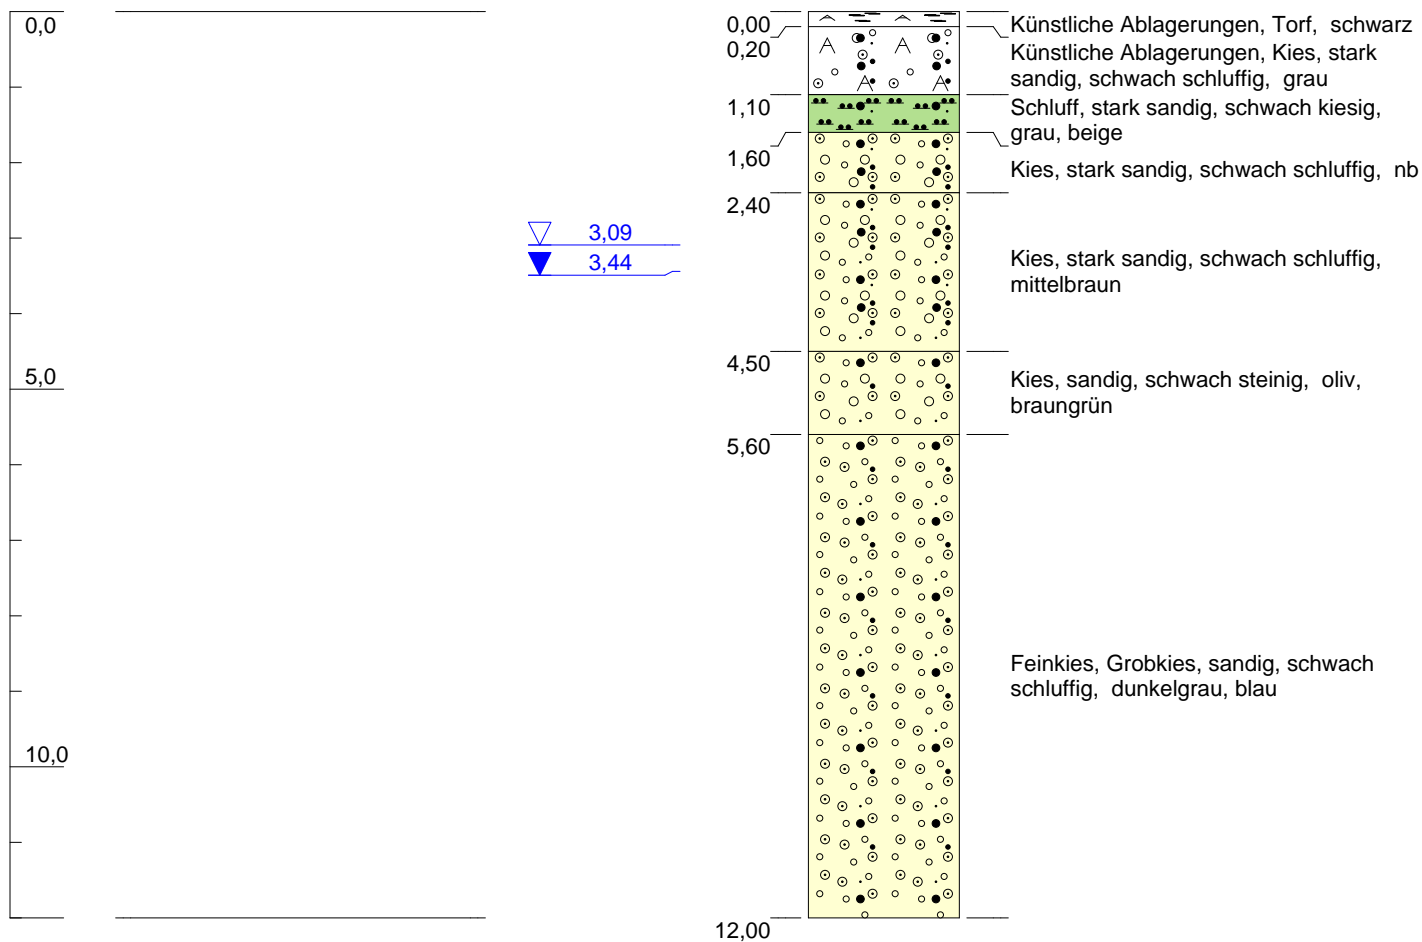 0,0
0,00
Künstliche Ablagerungen, Torf, schwarz
0,20
Künstliche Ablagerungen, Kies, stark
sandig, schwach schluffig, grau
1,10
Schluff, stark sandig, schwach kiesig,
grau, beige
1,60
Kies, stark sandig, schwach schluffig, nb
2,40
3,09
3,44
Kies, stark sandig, schwach schluffig,
mittelbraun
4,50
5,0
Kies, sandig, schwach steinig, oliv,
braungrün
5,60
Feinkies, Grobkies, sandig, schwach
schluffig, dunkelgrau, blau
10,0
12,00